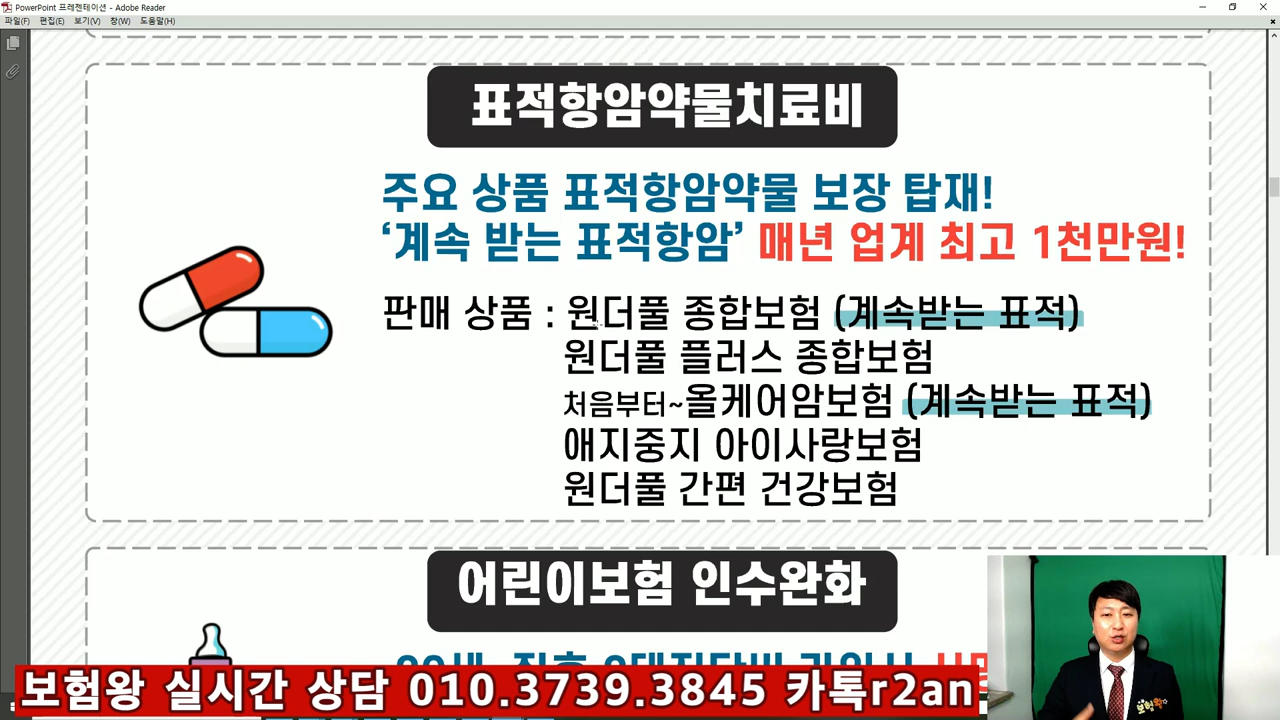 PowerPoint 프레젠테이션 - Adobe Reader
파일(F) 편집(E) 보기(V) 창(W) 도움말(H)
표적항암약물치료비
주요 상품 표적항암약물 보장 탑재!
‘계속 받는 표적항암’ 매년 업계 최고 1천만원!
판매 상품 : 원더풀 종합보험 (계속받는 표적)
원더풀 플러스 종합보험
처음부터~올케어암보험 (계속받는 표적)
애지중지 아이사랑보험
원더풀 간편 건강보험
어린이보험 인수완화
보험왕 실시간 상담 010.3739.3845 카톡r2an
보험왕